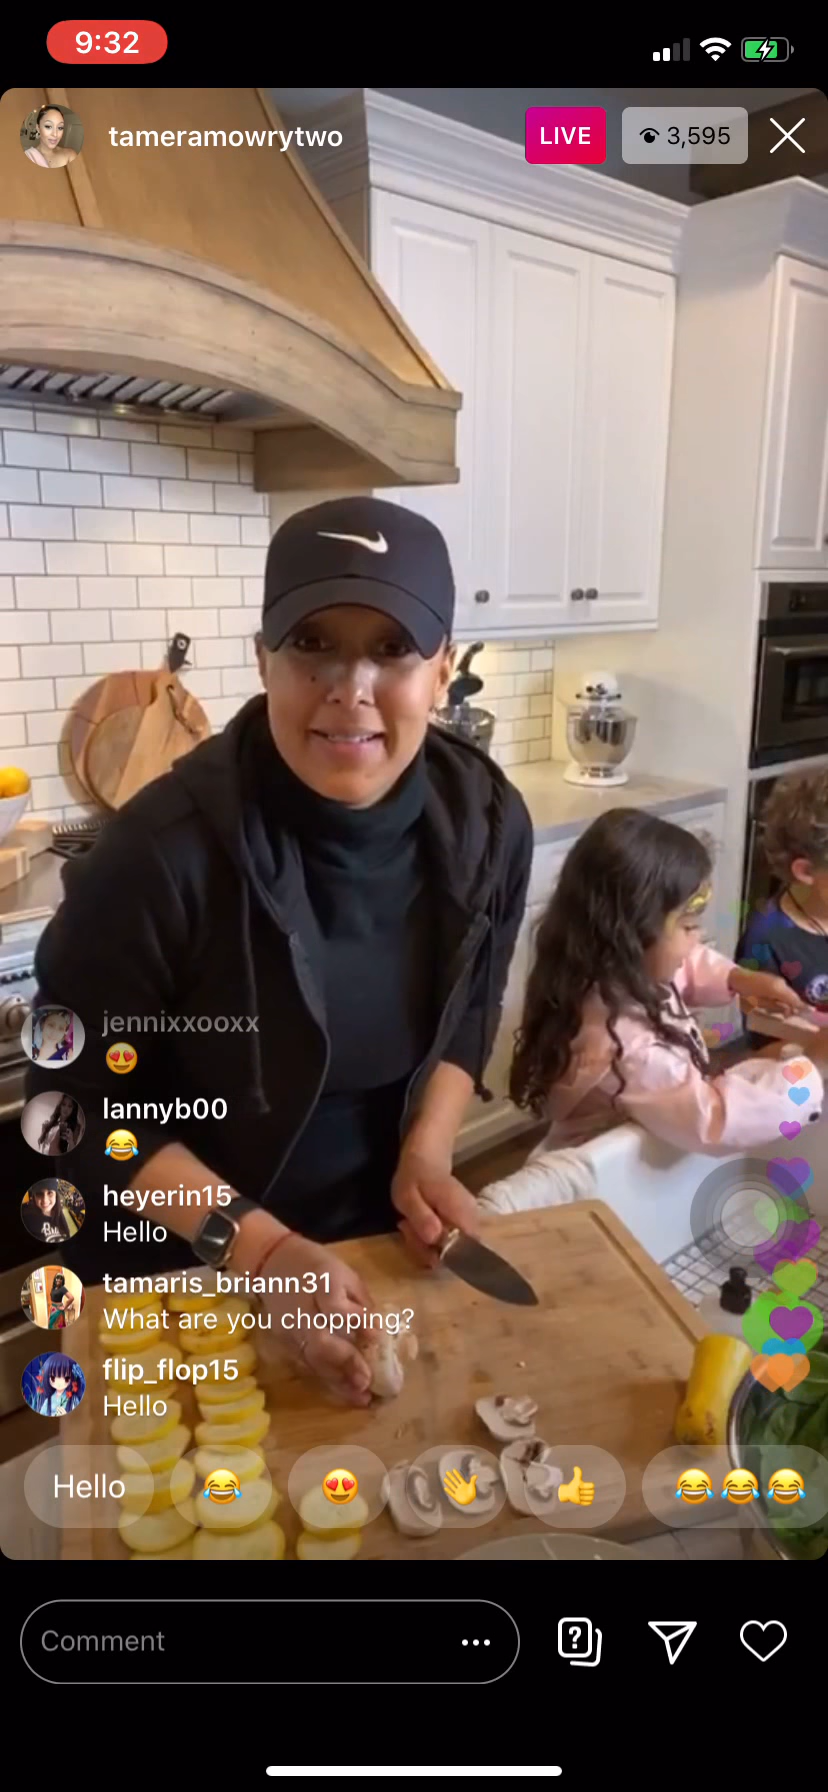 9:32
tameramowrytwo
LIVE
3,595
jennixxooxx
😍
lannyb00
😂
heyerin15
Hello
tamaris_briann31
What are you chopping?
flip_flop15
Hello
Hello 😂 😍 👋 👍 😂😂😂
Comment